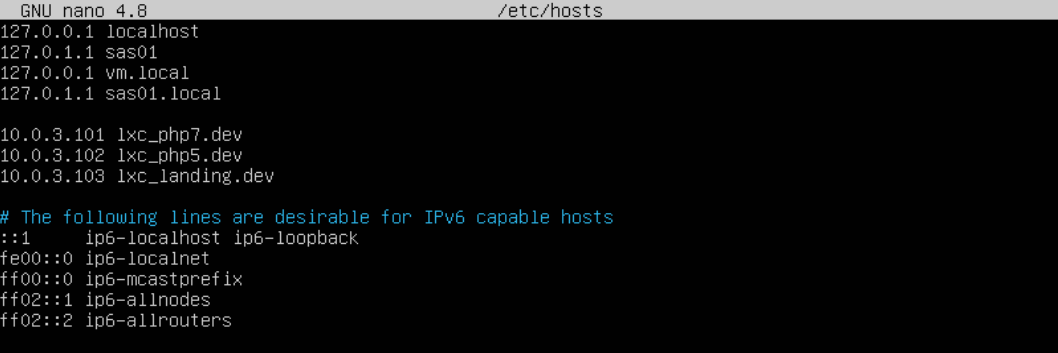 GNU nano 4.8 /etc/hosts
127.0.0.1 localhost
127.0.1.1 sas01
127.0.0.1 vm.local
127.0.1.1 sas01.local
10.0.3.101 lxc_php7.dev
10.0.3.102 lxc_php5.dev
10.0.3.103 lxc_landing.dev
# The following lines are desirable for IPv6 capable hosts
::1 ip6-localhost ip6-loopback
fe00::0 ip6-localnet
ff00::0 ip6-mcastprefix
ff02::1 ip6-allnodes
ff02::2 ip6-allrouters